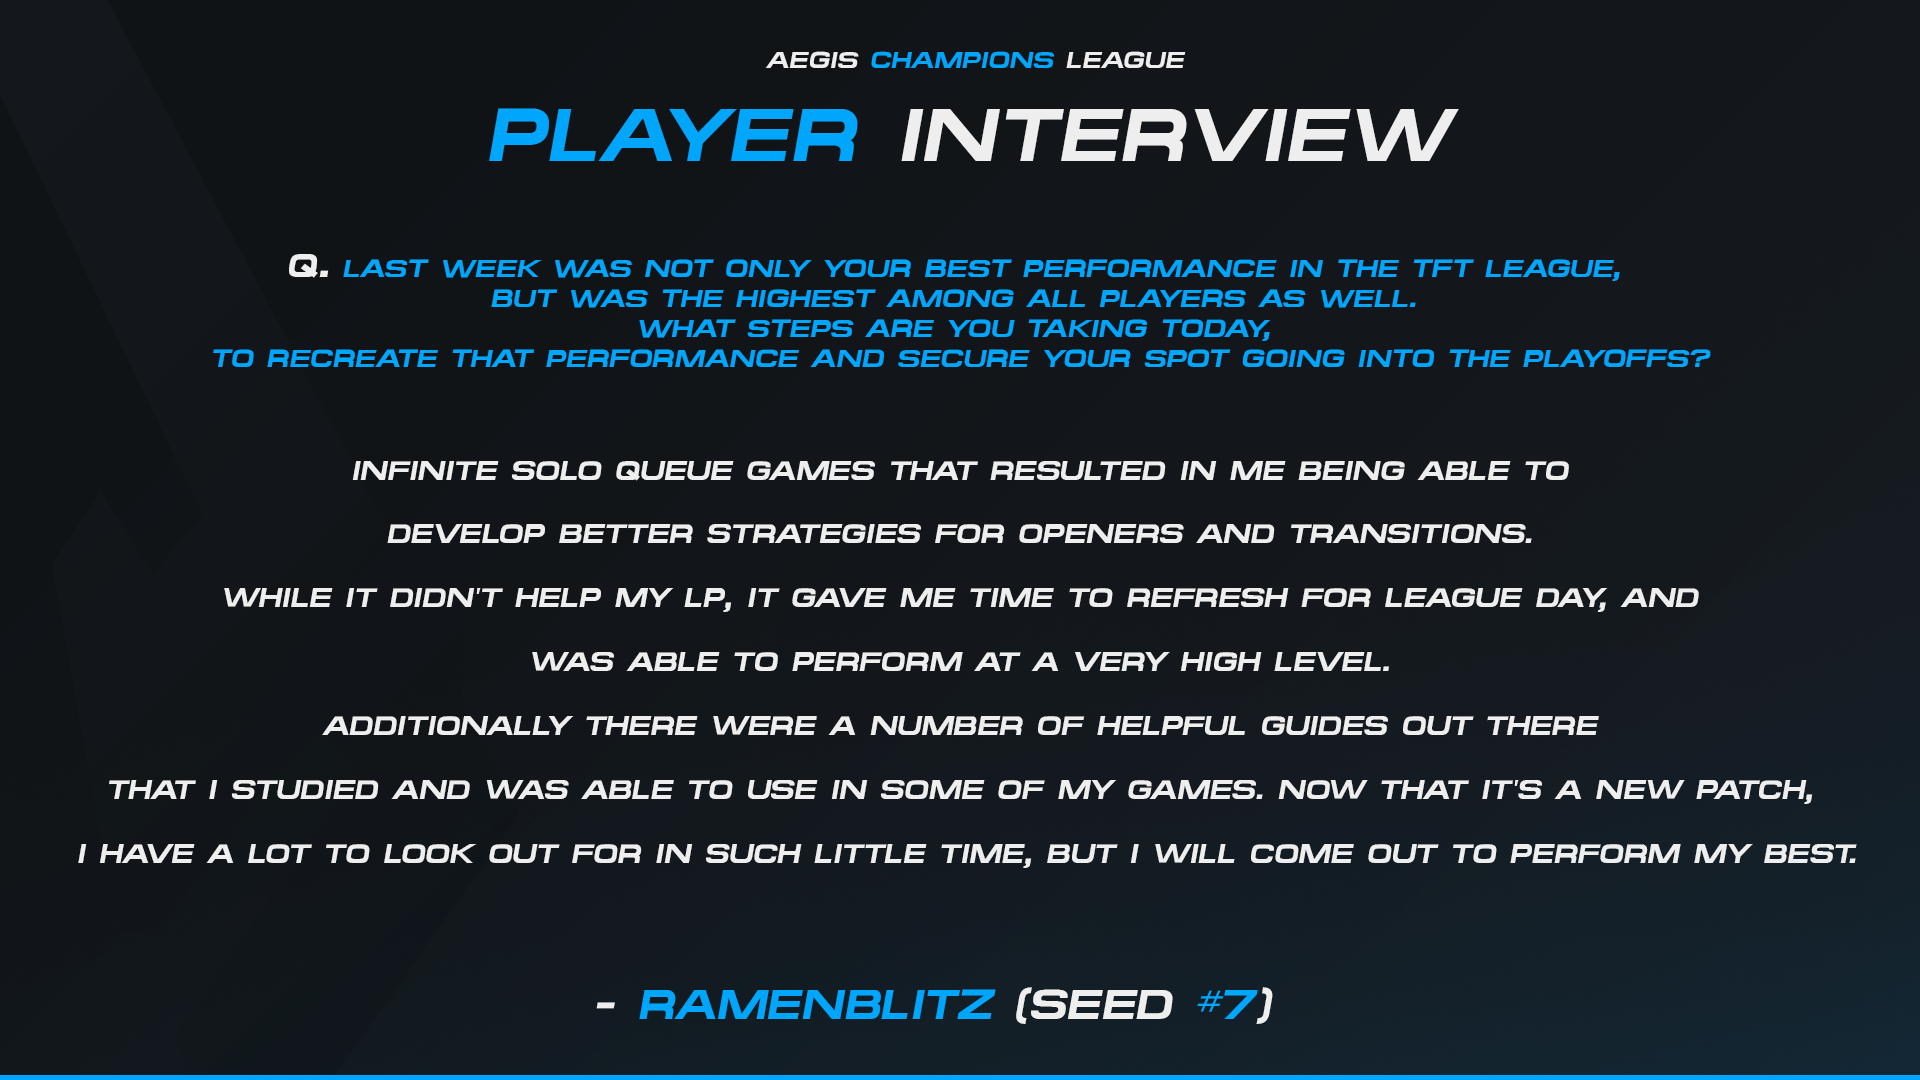 AEGIS CHAMPIONS LEAGUE
PLAYER INTERVIEW
Q. LAST WEEK WAS NOT ONLY YOUR BEST PERFORMANCE IN THE TFT LEAGUE,
BUT WAS THE HIGHEST AMONG ALL PLAYERS AS WELL.
WHAT STEPS ARE YOU TAKING TODAY,
TO RECREATE THAT PERFORMANCE AND SECURE YOUR SPOT GOING INTO THE PLAYOFFS?
INFINITE SOLO QUEUE GAMES THAT RESULTED IN ME BEING ABLE TO
DEVELOP BETTER STRATEGIES FOR OPENERS AND TRANSITIONS.
WHILE IT DIDN'T HELP MY LP, IT GAVE ME TIME TO REFRESH FOR LEAGUE DAY, AND
WAS ABLE TO PERFORM AT A VERY HIGH LEVEL.
ADDITIONALLY THERE WERE A NUMBER OF HELPFUL GUIDES OUT THERE
THAT I STUDIED AND WAS ABLE TO USE IN SOME OF MY GAMES. NOW THAT IT'S A NEW PATCH,
I HAVE A LOT TO LOOK OUT FOR IN SUCH LITTLE TIME, BUT I WILL COME OUT TO PERFORM MY BEST.
- RAMENBLITZ (SEED #7)